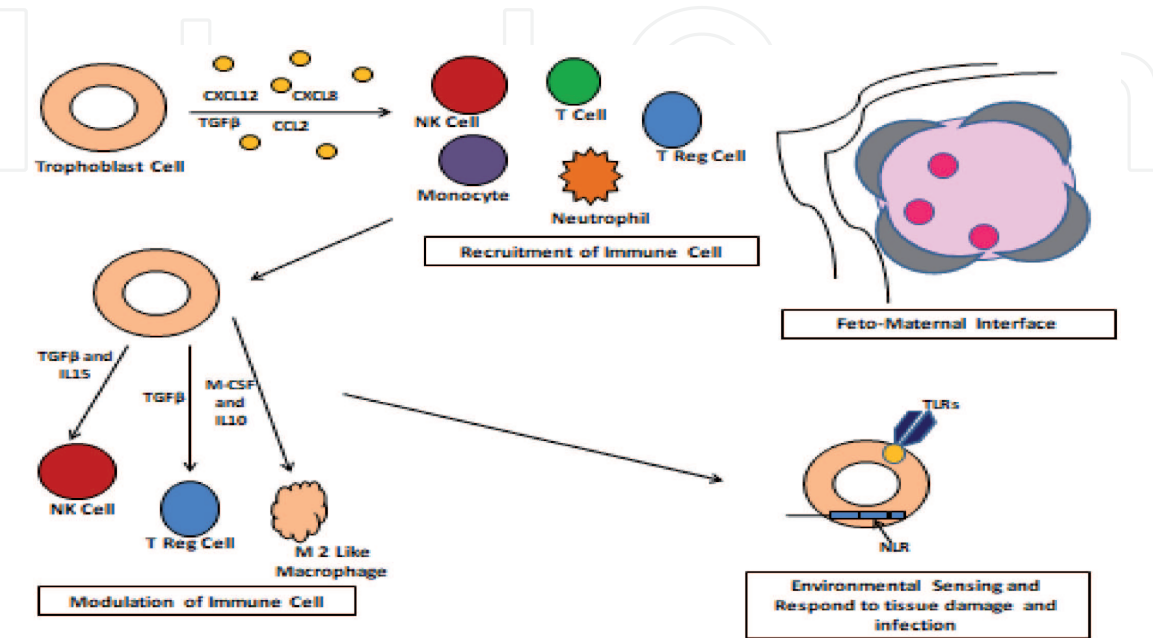 CXCL12 CXCL8
TGFβ CCL2
Trophoblast Cell
NK Cell
T Cell
T Reg Cell
Monocyte
Neutrophil
Recruitment of Immune Cell
Feto-Maternal Interface
TGFβ and
IL15
TGFβ
M-CSF
and
IL10
NK Cell
T Reg Cell
M 2 Like
Macrophage
Modulation of Immune Cell
TLRs
NLR
Environmental Sensing and
Respond to tissue damage and
infection